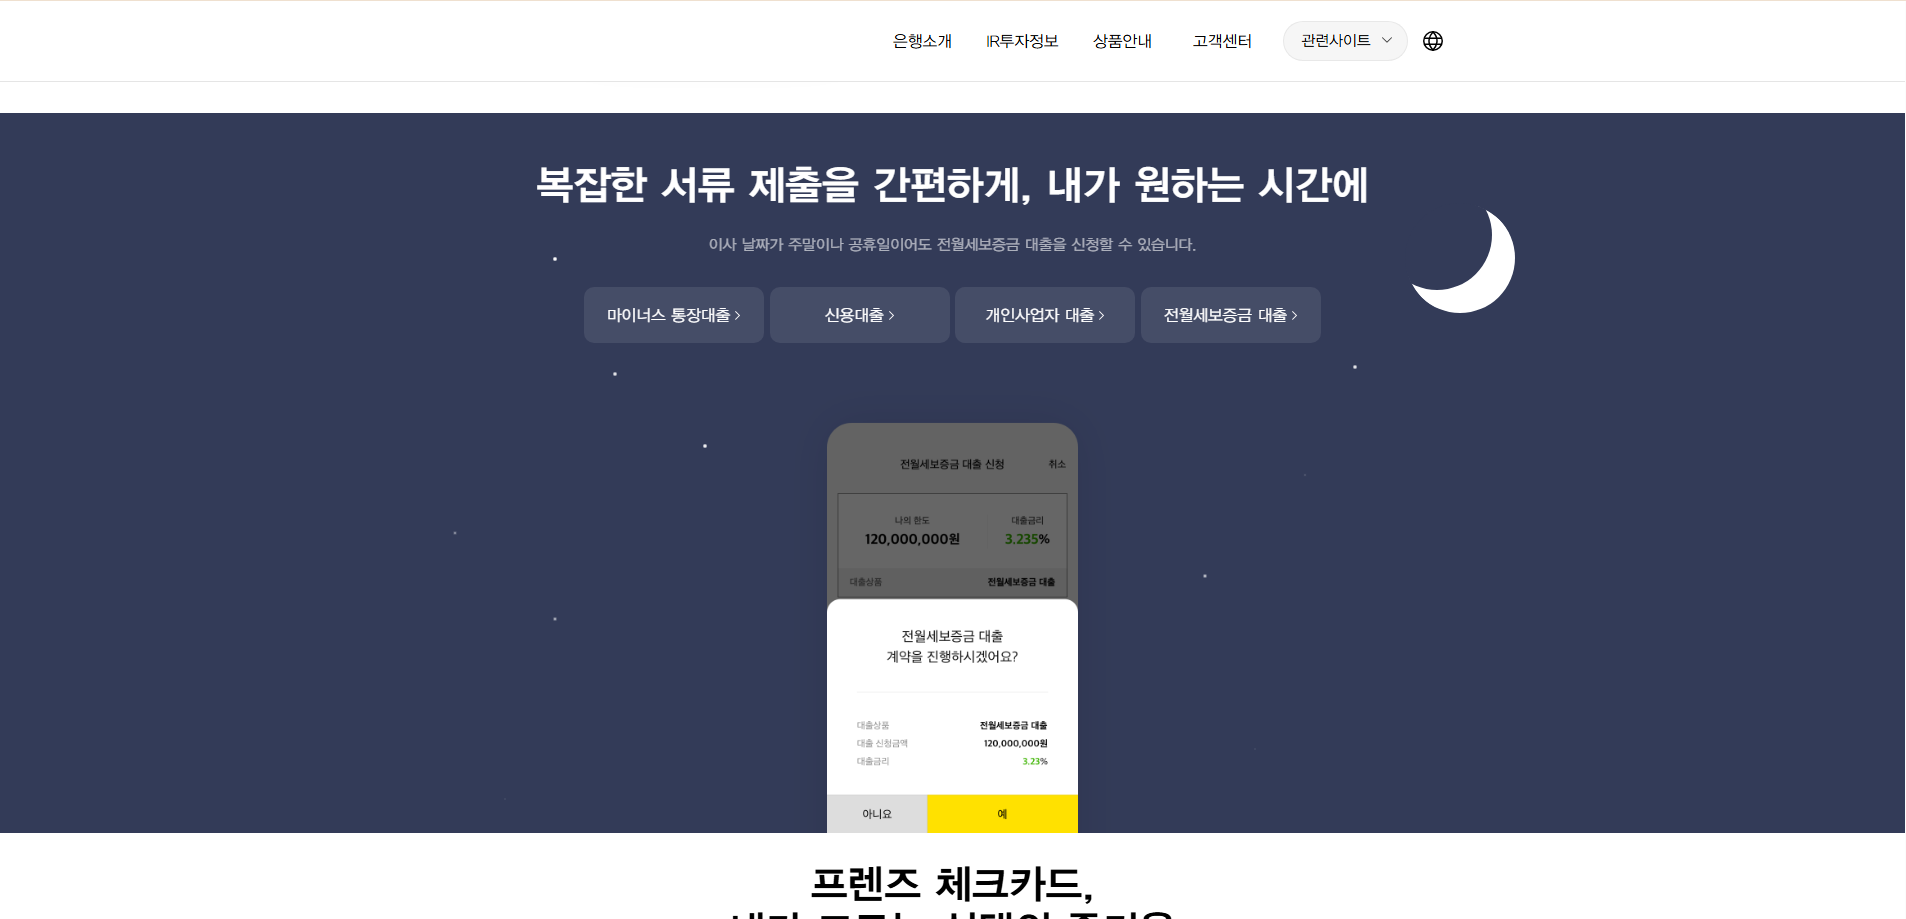 은행소개 IR투자정보 상품안내 고객센터 관련사이트
복잡한 서류 제출을 간편하게, 내가 원하는 시간에
이사 날짜가 주말이나 공휴일이어도 전월세보증금 대출을 신청할 수 있습니다.
마이너스 통장대출 신용대출 개인사업자 대출 전월세보증금 대출
전월세보증금 대출 신청 취소
나의 한도 대출금리
120,000,000원 3.235%
대출상품 전월세보증금 대출
전월세보증금 대출
계약을 진행하시겠어요?
대출상품 전월세보증금 대출
대출 신청금액 120,000,000원
대출금리 3.23%
아니요 예
프렌즈 체크카드,